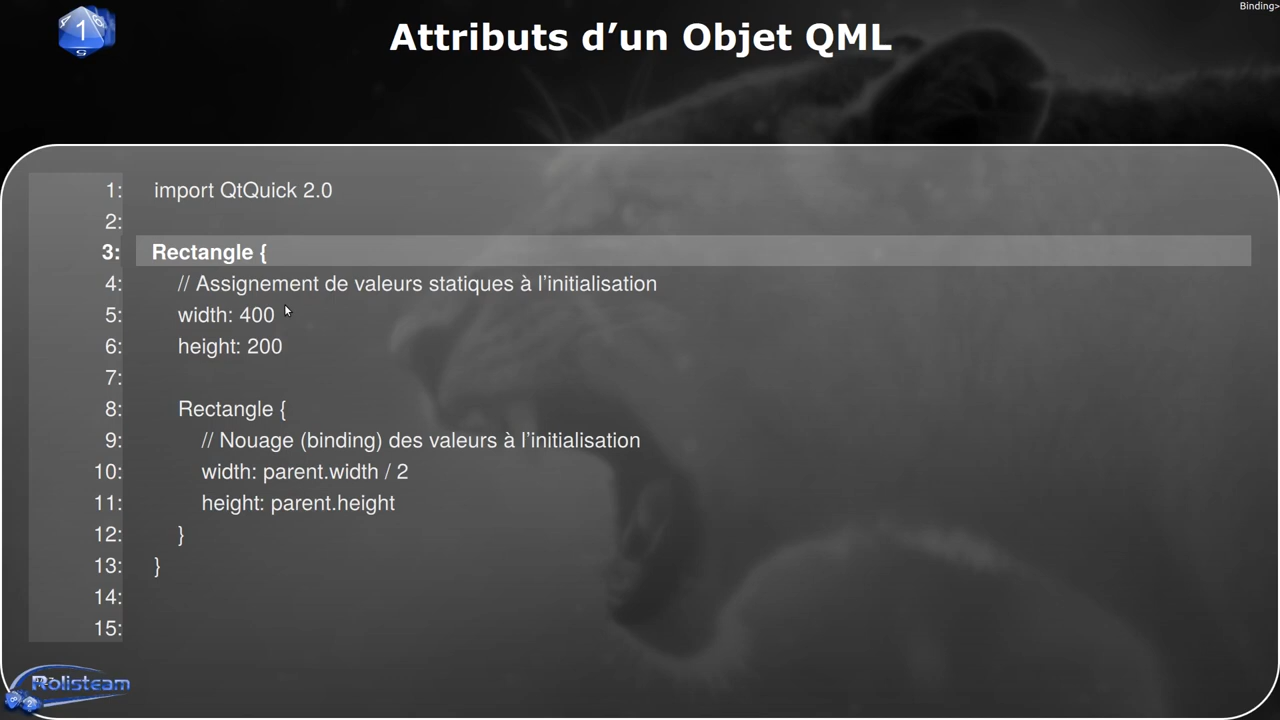 Binding>
Attributs d’un Objet QML
1: import QtQuick 2.0
2:
3: Rectangle {
4: // Assignement de valeurs statiques à l’initialisation
5: width: 400
6: height: 200
7:
8: Rectangle {
9: // Nouage (binding) des valeurs à l’initialisation
10: width: parent.width / 2
11: height: parent.height
12: }
13: }
14:
15:
Rolisteam